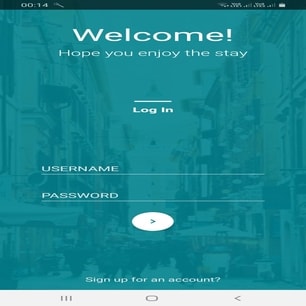 00:14
Welcome!
Hope you enjoy the stay
Log In
USERNAME
PASSWORD
>
Sign up for an account?